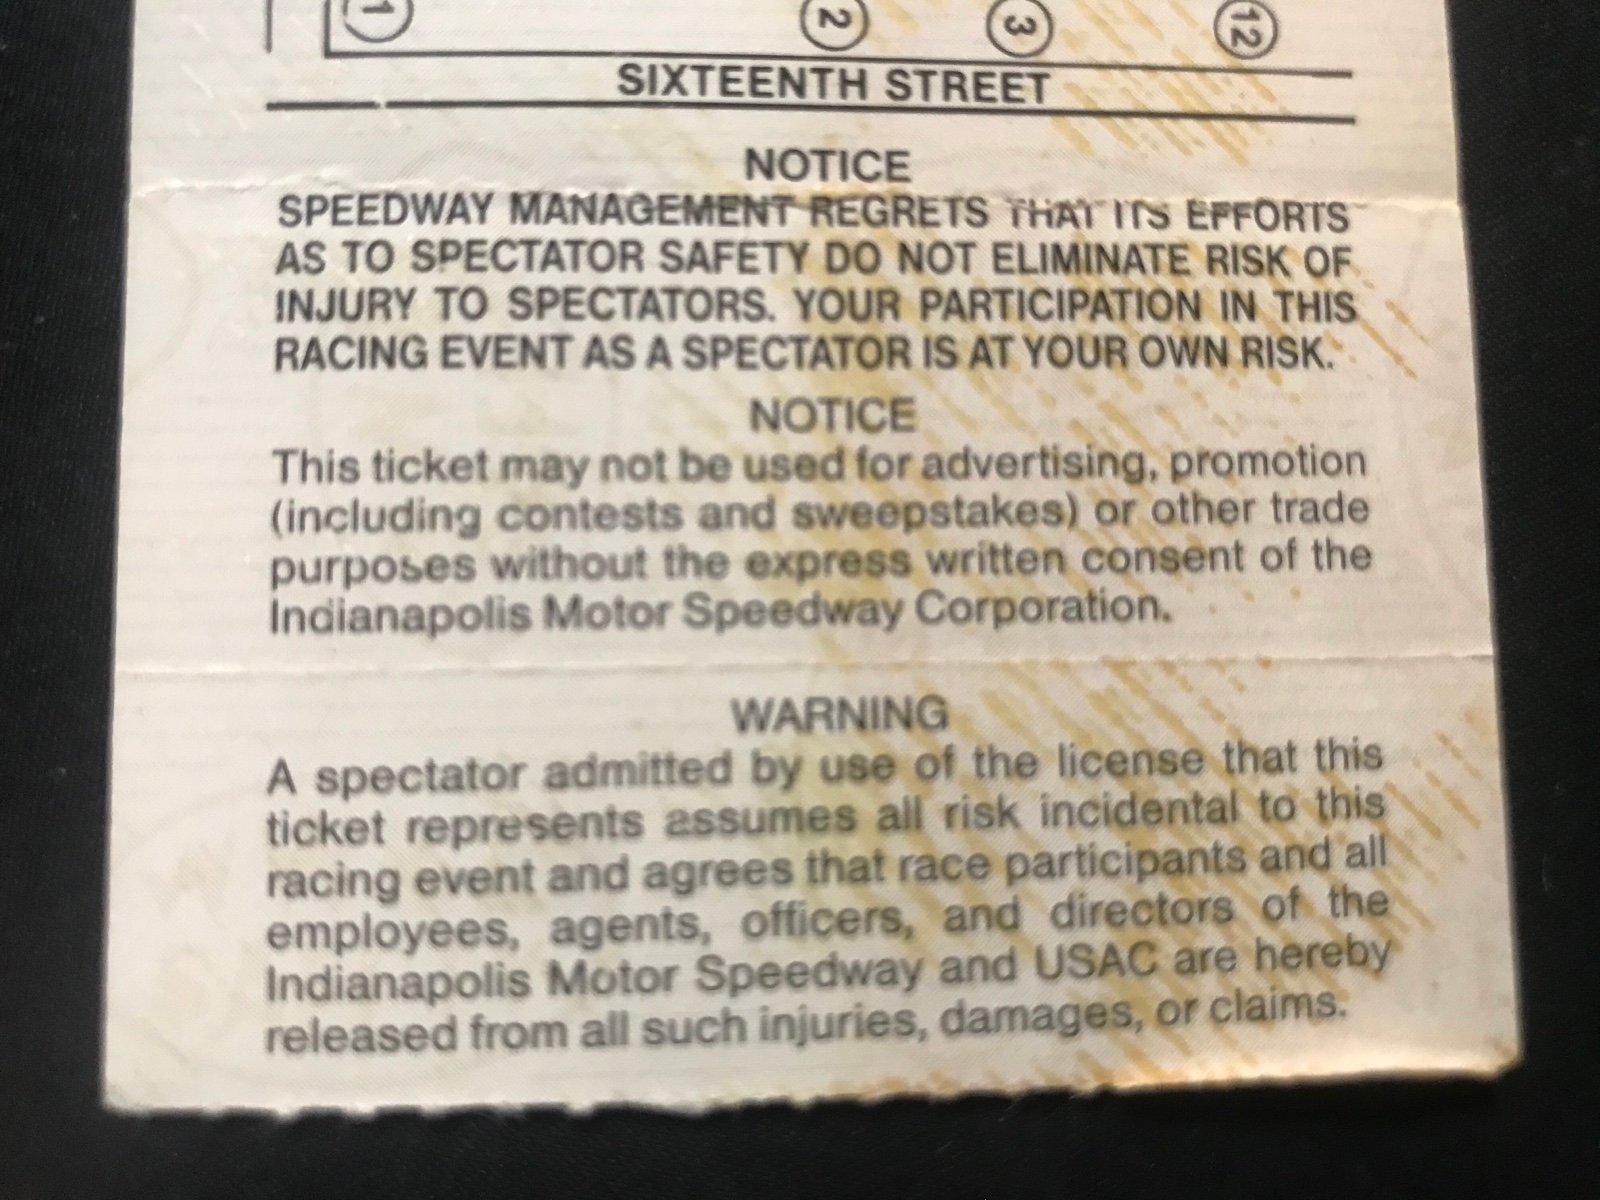 1 2 3 12
SIXTEENTH STREET
NOTICE
SPEEDWAY MANAGEMENT REGRETS THAT ITS EFFORTS
AS TO SPECTATOR SAFETY DO NOT ELIMINATE RISK OF
INJURY TO SPECTATORS. YOUR PARTICIPATION IN THIS
RACING EVENT AS A SPECTATOR IS AT YOUR OWN RISK.
NOTICE
This ticket may not be used for advertising, promotion
(including contests and sweepstakes) or other trade
purposes without the express written consent of the
Indianapolis Motor Speedway Corporation.
WARNING
A spectator admitted by use of the license that this
ticket represents assumes all risk incidental to this
racing event and agrees that race participants and all
employees, agents, officers, and directors of the
Indianapolis Motor Speedway and USAC are hereby
released from all such injuries, damages, or claims.